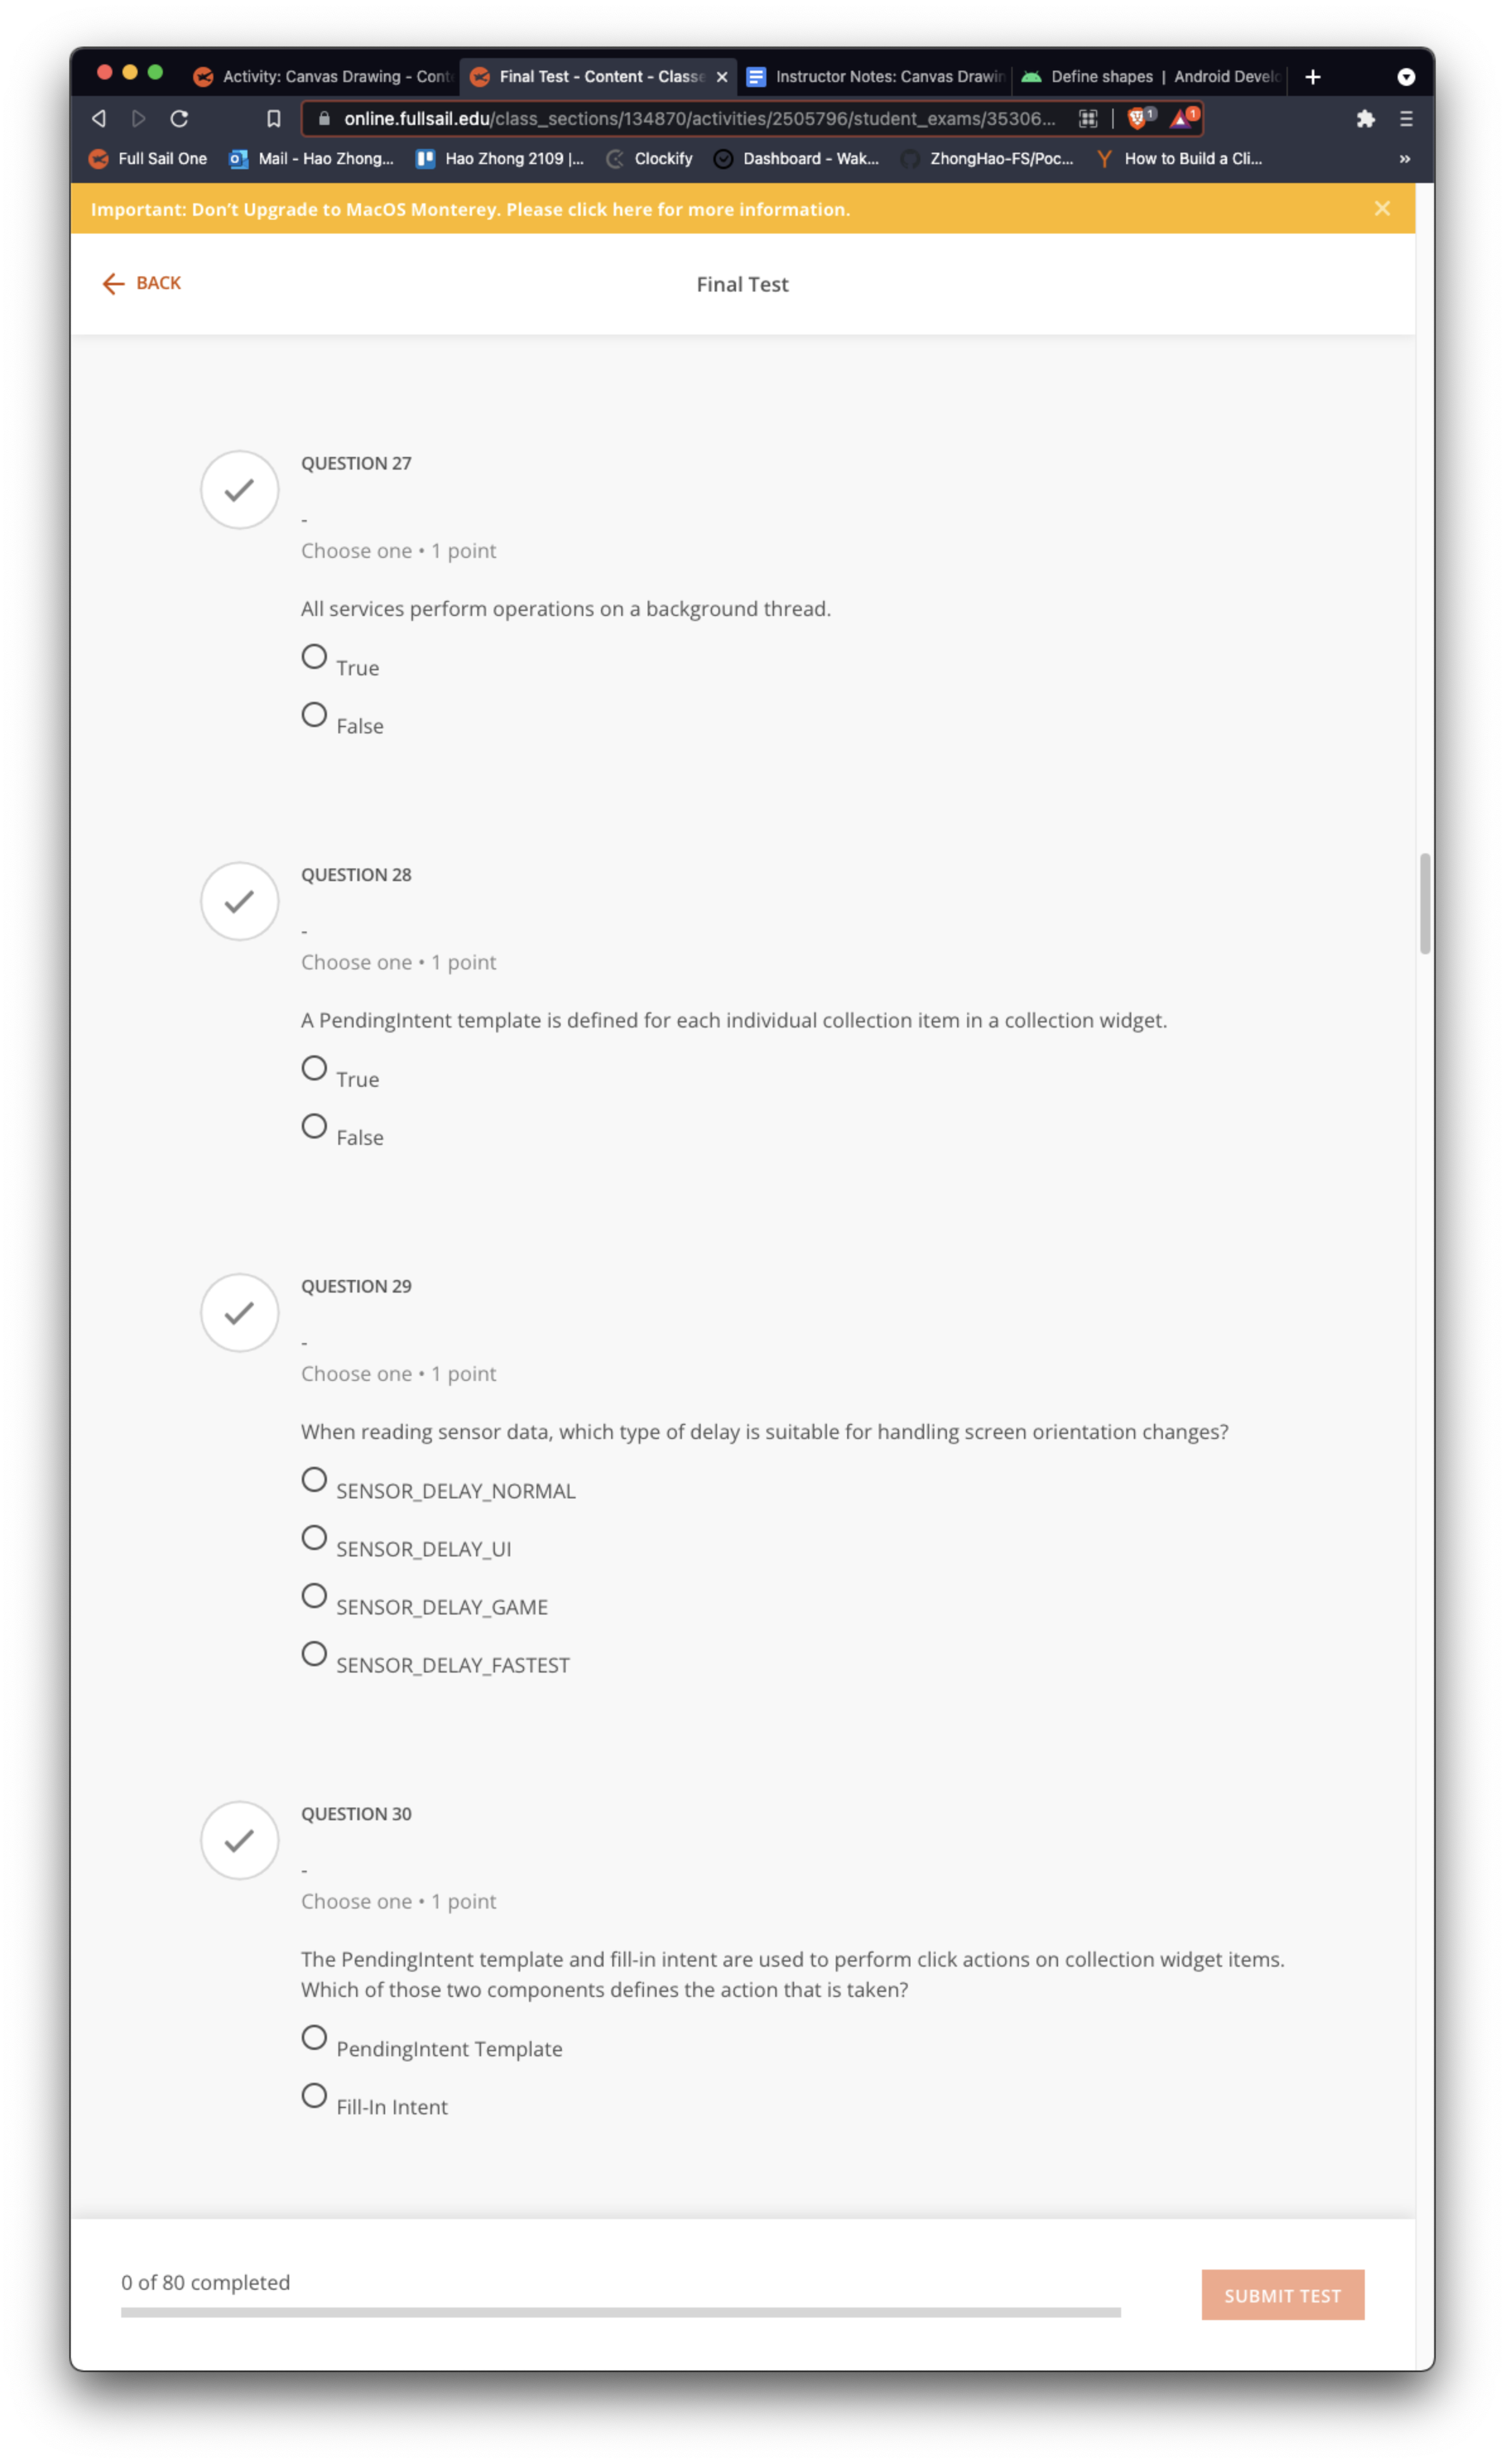 Activity: Canvas Drawing - Conte
Final Test - Content - Classe
Instructor Notes: Canvas Drawin
Define shapes | Android Develo
online.fullsail.edu/class_sections/134870/activities/2505796/student_exams/35306...
1
1
Full Sail One
Mail - Hao Zhong...
Hao Zhong 2109 |...
Clockify
Dashboard - Wak...
ZhongHao-FS/Poc...
How to Build a Cli...
»
Important: Don't Upgrade to MacOS Monterey. Please click here for more information.
BACK
Final Test
QUESTION 27
-
Choose one • 1 point
All services perform operations on a background thread.
True
False
QUESTION 28
-
Choose one • 1 point
A PendingIntent template is defined for each individual collection item in a collection widget.
True
False
QUESTION 29
-
Choose one • 1 point
When reading sensor data, which type of delay is suitable for handling screen orientation changes?
SENSOR_DELAY_NORMAL
SENSOR_DELAY_UI
SENSOR_DELAY_GAME
SENSOR_DELAY_FASTEST
QUESTION 30
-
Choose one • 1 point
The PendingIntent template and fill-in intent are used to perform click actions on collection widget items.
Which of those two components defines the action that is taken?
PendingIntent Template
Fill-In Intent
0 of 80 completed
SUBMIT TEST